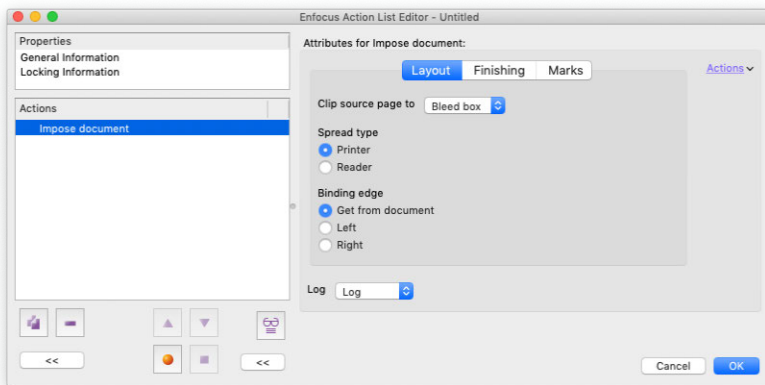 Enfocus Action List Editor - Untitled
Properties
General Information
Locking Information
Actions
Impose document
<<
<<
Attributes for Impose document:
Layout Finishing Marks
Actions
Clip source page to Bleed box
Spread type
Printer
Reader
Binding edge
Get from document
Left
Right
Log Log
Cancel OK